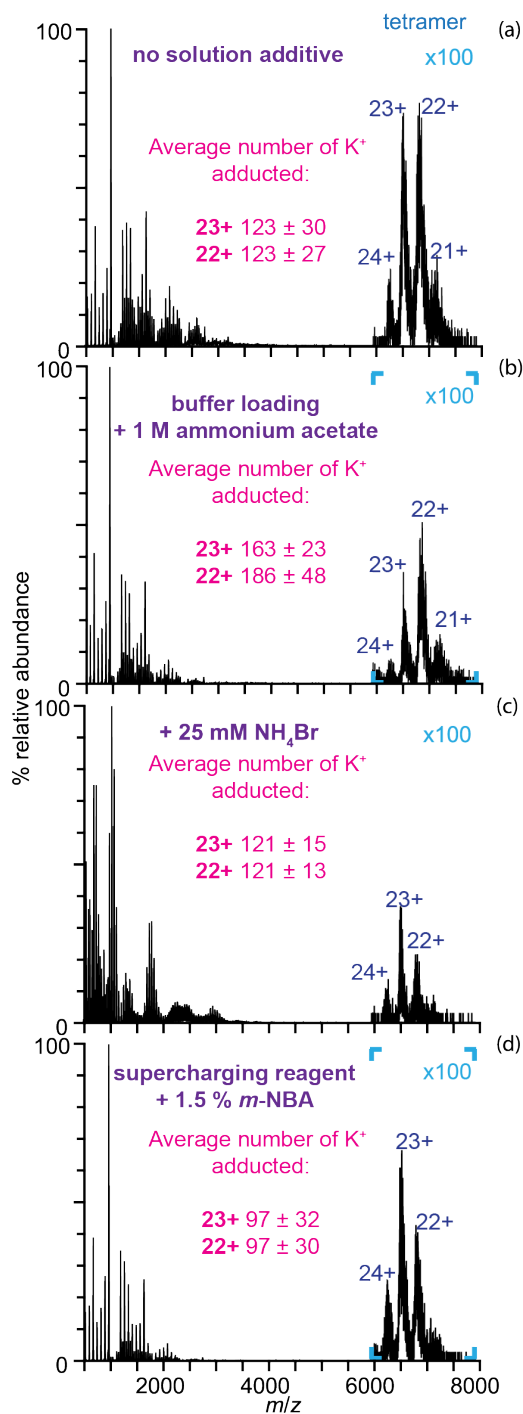 tetramer
(a)
100
no solution additive
x100
23+
22+
Average number of K+
adducted:
23+ 123 ± 30
22+ 123 ± 27
24+
21+
0
(b)
100
x100
buffer loading
+ 1 M ammonium acetate
Average number of K+
adducted:
22+
23+ 163 ± 23
22+ 186 ± 48
23+
21+
24+
0
% relative abundance
(c)
100
+ 25 mM NH4Br
x100
Average number of K+
adducted:
23+ 121 ± 15
22+ 121 ± 13
23+
22+
24+
0
(d)
100
x100
supercharging reagent
+ 1.5 % m-NBA
Average number of K+
adducted:
23+
23+ 97 ± 32
22+ 97 ± 30
22+
24+
0
2000 4000 6000 8000
m/z